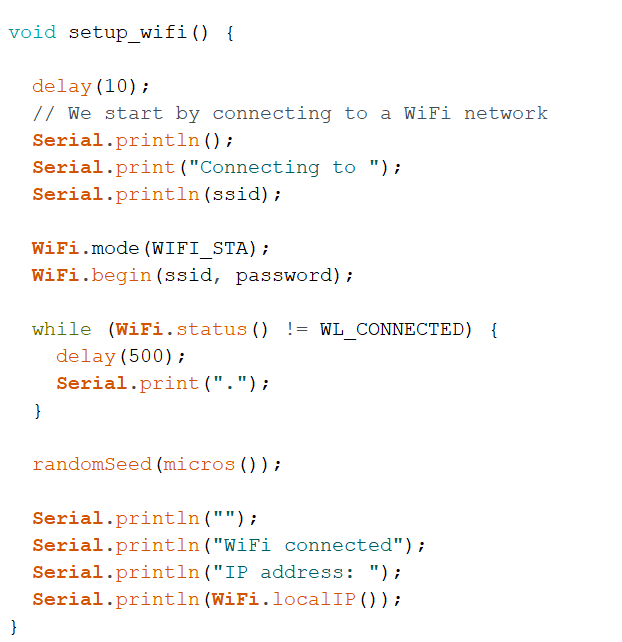 void setup_wifi() {
delay(10);
// We start by connecting to a WiFi network
Serial.println();
Serial.print("Connecting to ");
Serial.println(ssid);
WiFi.mode(WIFI_STA);
WiFi.begin(ssid, password);
while (WiFi.status() != WL_CONNECTED) {
delay(500);
Serial.print(".");
}
randomSeed(micros());
Serial.println("");
Serial.println("WiFi connected");
Serial.println("IP address: ");
Serial.println(WiFi.localIP());
}